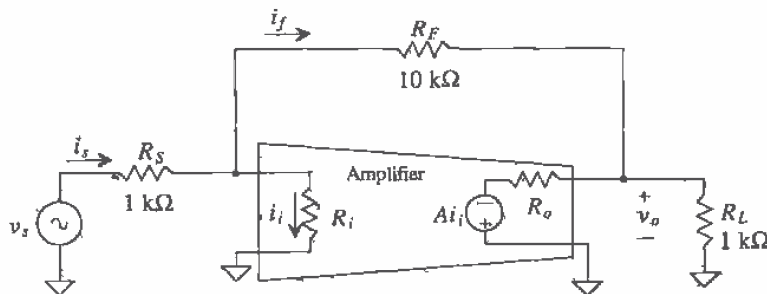 i_f
R_F
10 kΩ
i_s
R_S
1 kΩ
v_s
Amplifier
i_i
R_i
Ai_i
R_o
+
v_o
−
R_L
1 kΩ